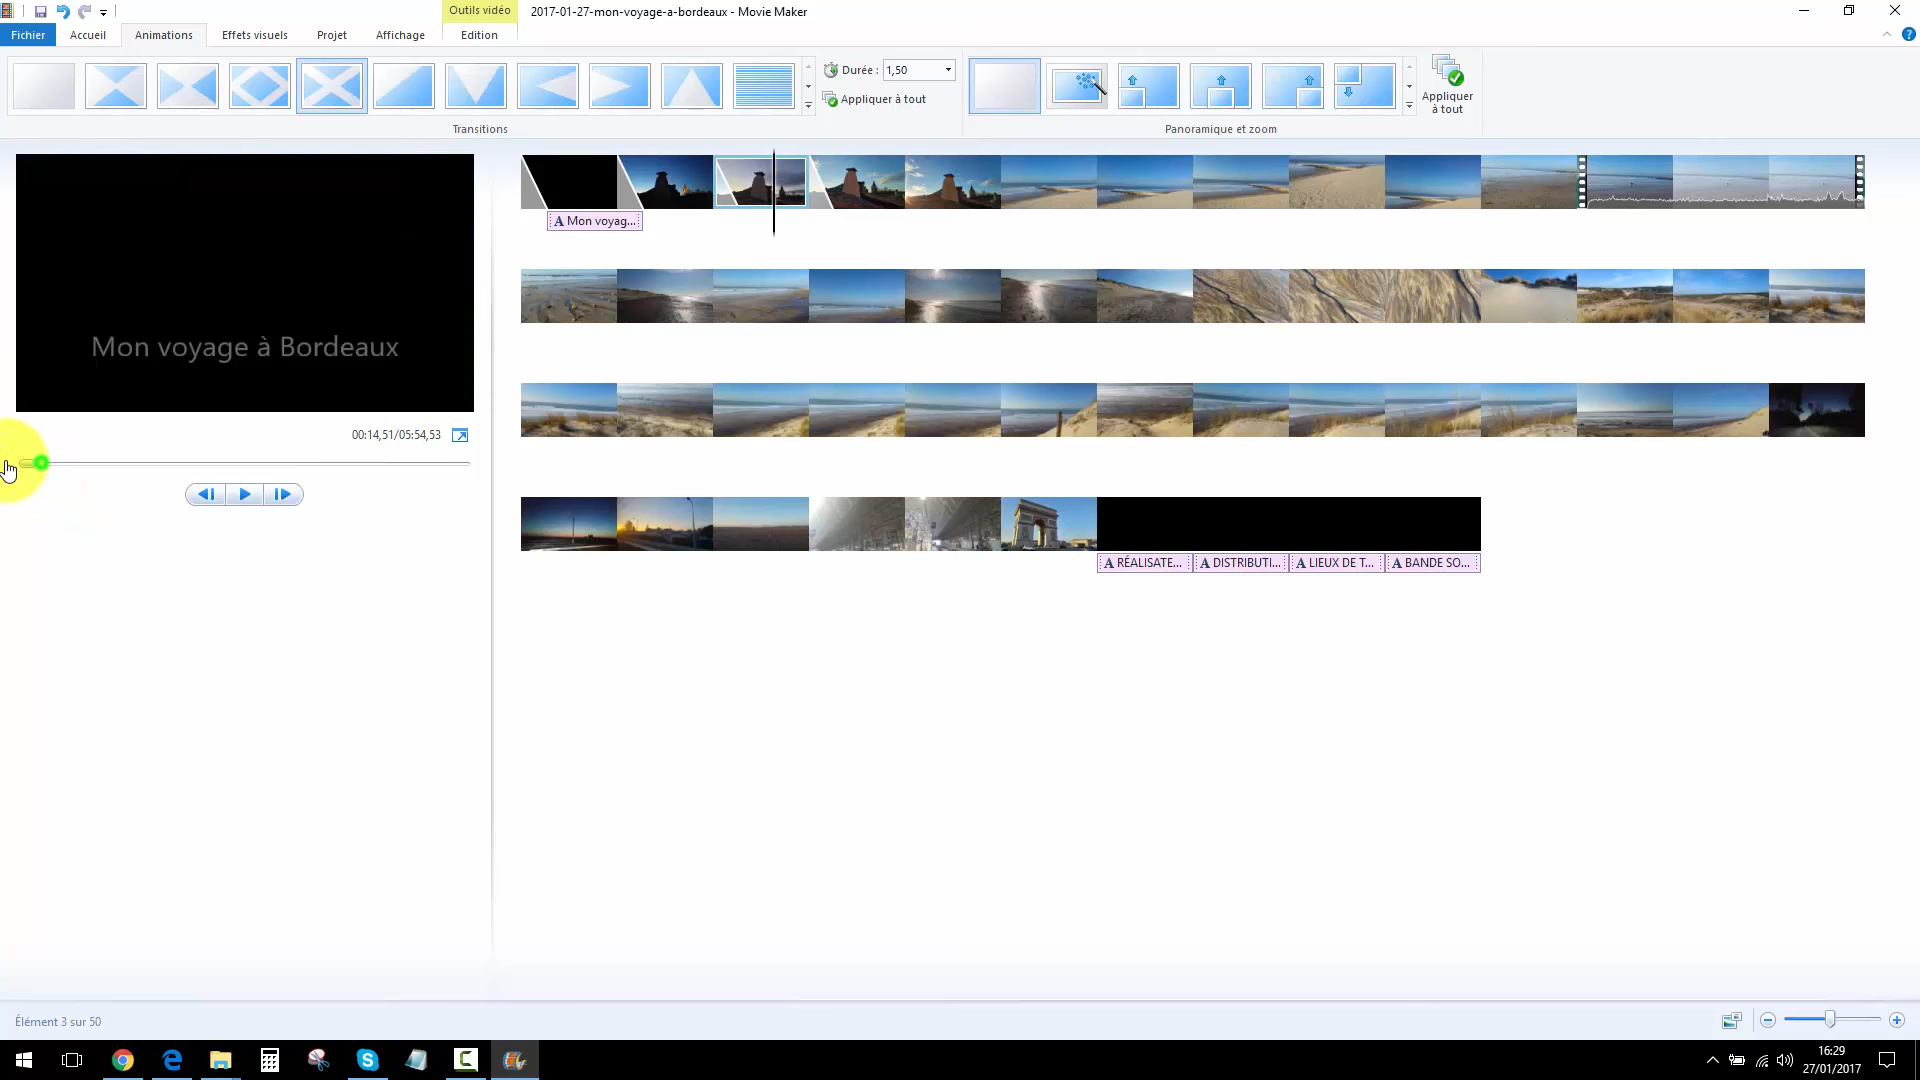 Outils vidéo
2017-01-27-mon-voyage-a-bordeaux - Movie Maker
Fichier
Accueil
Animations
Effets visuels
Projet
Affichage
Edition
Durée :
1,50
Appliquer à tout
Transitions
Panoramique et zoom
Appliquer
à tout
Mon voyage à Bordeaux
00:14,51/05:54,53
A Mon voyag...
A RÉALISATE...
A DISTRIBUTI...
A LIEUX DE T...
A BANDE SO...
Élément 3 sur 50
16:29
27/01/2017